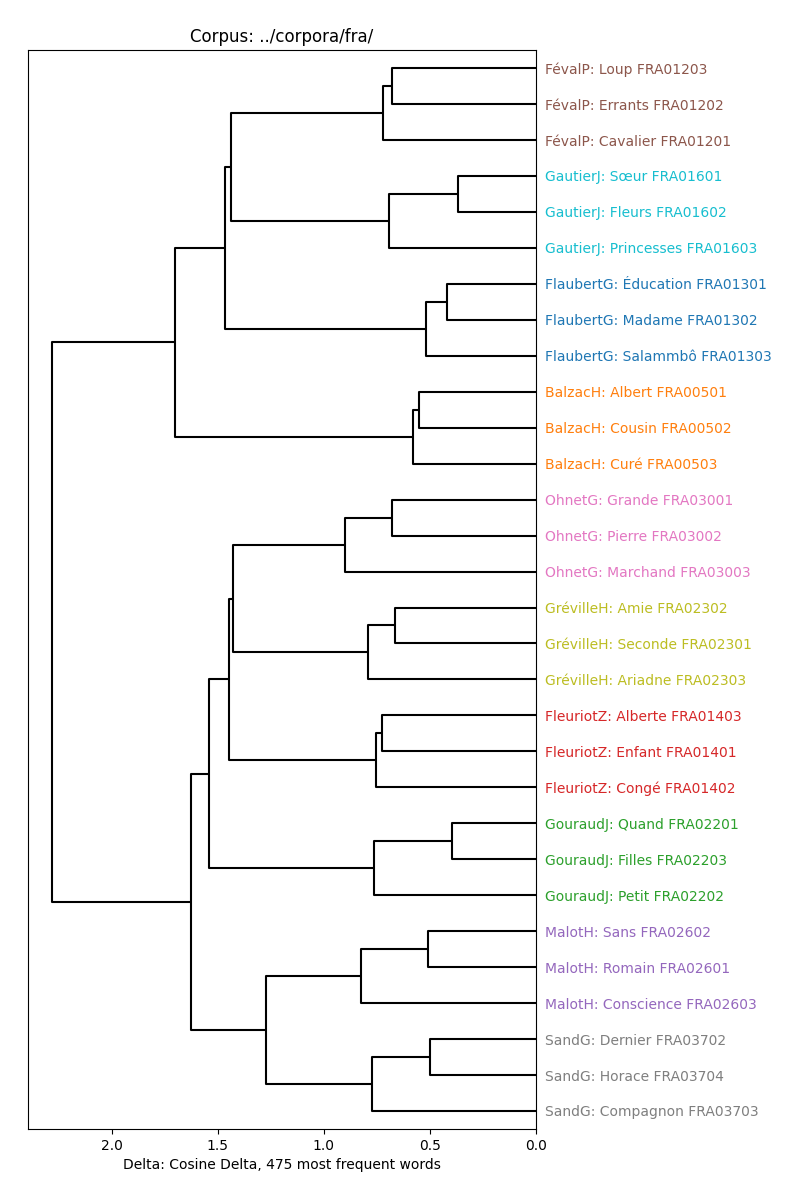 Corpus: ../corpora/fra/
FévalP: Loup FRA01203
FévalP: Errants FRA01202
FévalP: Cavalier FRA01201
GautierJ: Sœur FRA01601
GautierJ: Fleurs FRA01602
GautierJ: Princesses FRA01603
FlaubertG: Éducation FRA01301
FlaubertG: Madame FRA01302
FlaubertG: Salammbô FRA01303
BalzacH: Albert FRA00501
BalzacH: Cousin FRA00502
BalzacH: Curé FRA00503
OhnetG: Grande FRA03001
OhnetG: Pierre FRA03002
OhnetG: Marchand FRA03003
GrévilleH: Amie FRA02302
GrévilleH: Seconde FRA02301
GrévilleH: Ariadne FRA02303
FleuriotZ: Alberte FRA01403
FleuriotZ: Enfant FRA01401
FleuriotZ: Congé FRA01402
GouraudJ: Quand FRA02201
GouraudJ: Filles FRA02203
GouraudJ: Petit FRA02202
MalotH: Sans FRA02602
MalotH: Romain FRA02601
MalotH: Conscience FRA02603
SandG: Dernier FRA03702
SandG: Horace FRA03704
SandG: Compagnon FRA03703
2.0 1.5 1.0 0.5 0.0
Delta: Cosine Delta, 475 most frequent words